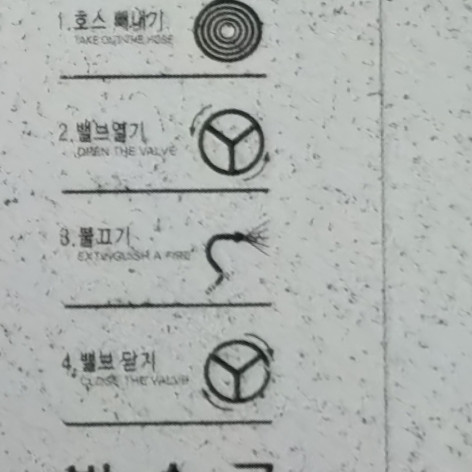 1. 호스 빼내기
TAKE OUT THE HOSE
2. 밸브열기
OPEN THE VALVE
3. 불끄기
EXTINGUISH A FIRE
4. 밸브 닫기
CLOSE THE VALVE